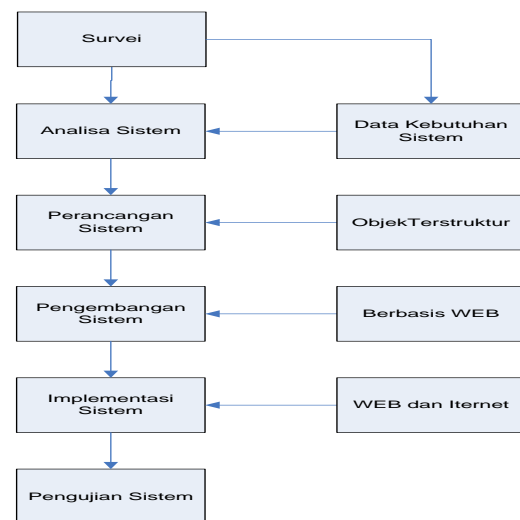 Survei
Analisa Sistem
Data Kebutuhan
Sistem
Perancangan
Sistem
ObjekTerstruktur
Pengembangan
Sistem
Berbasis WEB
Implementasi
Sistem
WEB dan Iternet
Pengujian Sistem